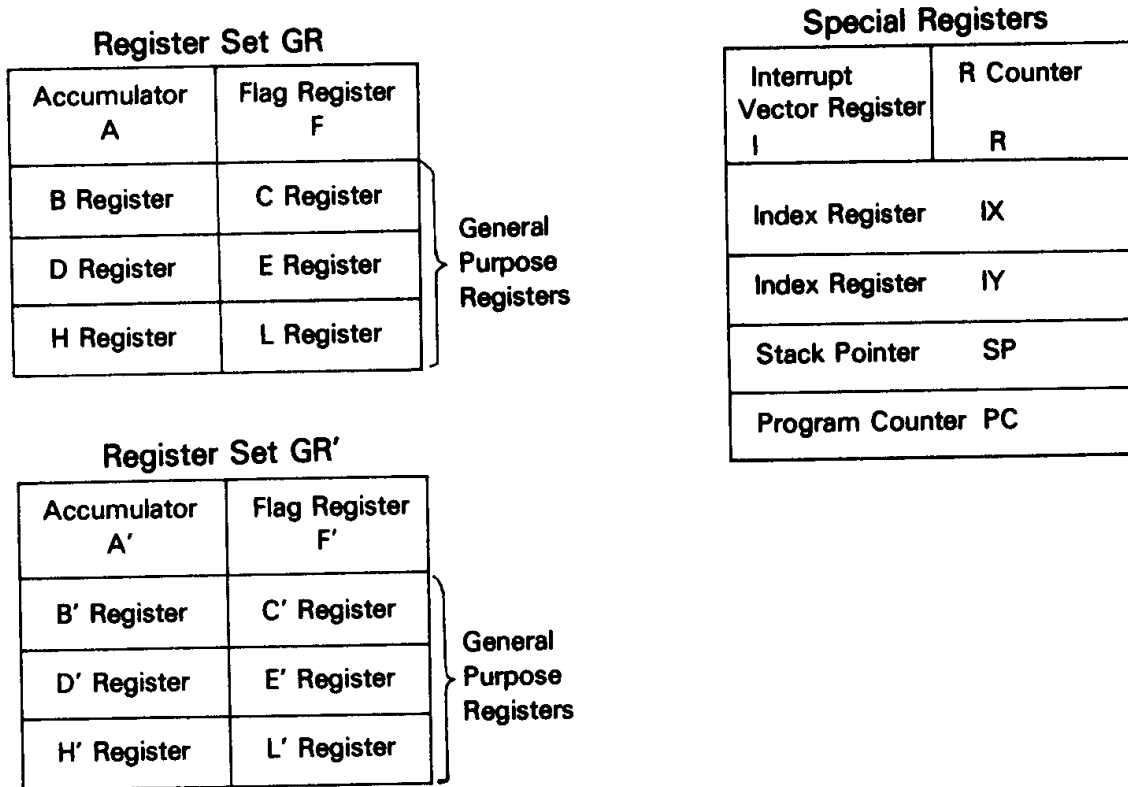 Register Set GR
Accumulator
A
Flag Register
F
B Register
C Register
D Register
E Register
H Register
L Register
General
Purpose
Registers
Register Set GR'
Accumulator
A'
Flag Register
F'
B' Register
C' Register
D' Register
E' Register
H' Register
L' Register
General
Purpose
Registers
Special Registers
Interrupt
Vector Register
I
R Counter
R
Index Register IX
Index Register IY
Stack Pointer SP
Program Counter PC